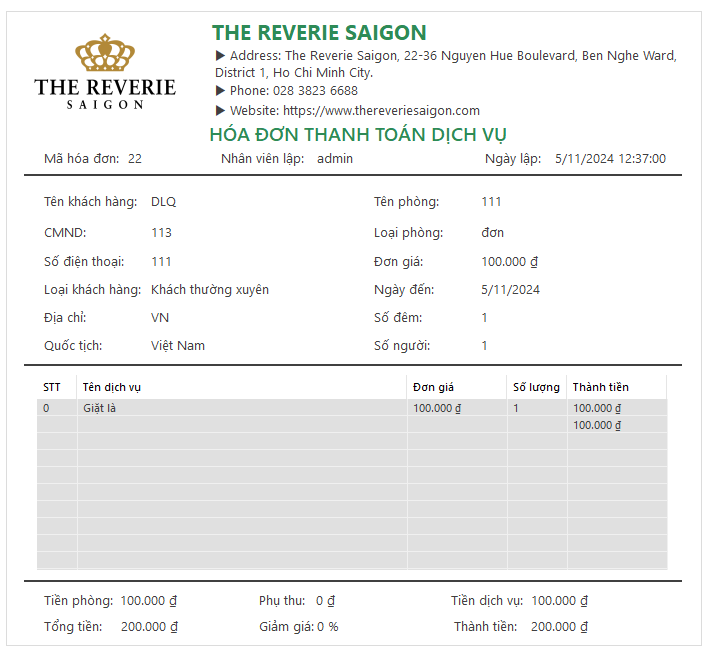 THE REVERIE
SAIGON
THE REVERIE SAIGON
▶ Address: The Reverie Saigon, 22-36 Nguyen Hue Boulevard, Ben Nghe Ward,
District 1, Ho Chi Minh City.
▶ Phone: 028 3823 6688
▶ Website: https://www.thereveriesaigon.com
HÓA ĐƠN THANH TOÁN DỊCH VỤ
Mã hóa đơn: 22 Nhân viên lập: admin Ngày lập: 5/11/2024 12:37:00
Tên khách hàng: DLQ Tên phòng: 111
CMND: 113 Loại phòng: đơn
Số điện thoại: 111 Đơn giá: 100.000 ₫
Loại khách hàng: Khách thường xuyên Ngày đến: 5/11/2024
Địa chỉ: VN Số đêm: 1
Quốc tịch: Việt Nam Số người: 1
STT Tên dịch vụ Đơn giá Số lượng Thành tiền
0 Giặt là 100.000 ₫ 1 100.000 ₫
100.000 ₫
Tiền phòng: 100.000 ₫ Phụ thu: 0 ₫ Tiền dịch vụ: 100.000 ₫
Tổng tiền: 200.000 ₫ Giảm giá: 0 % Thành tiền: 200.000 ₫